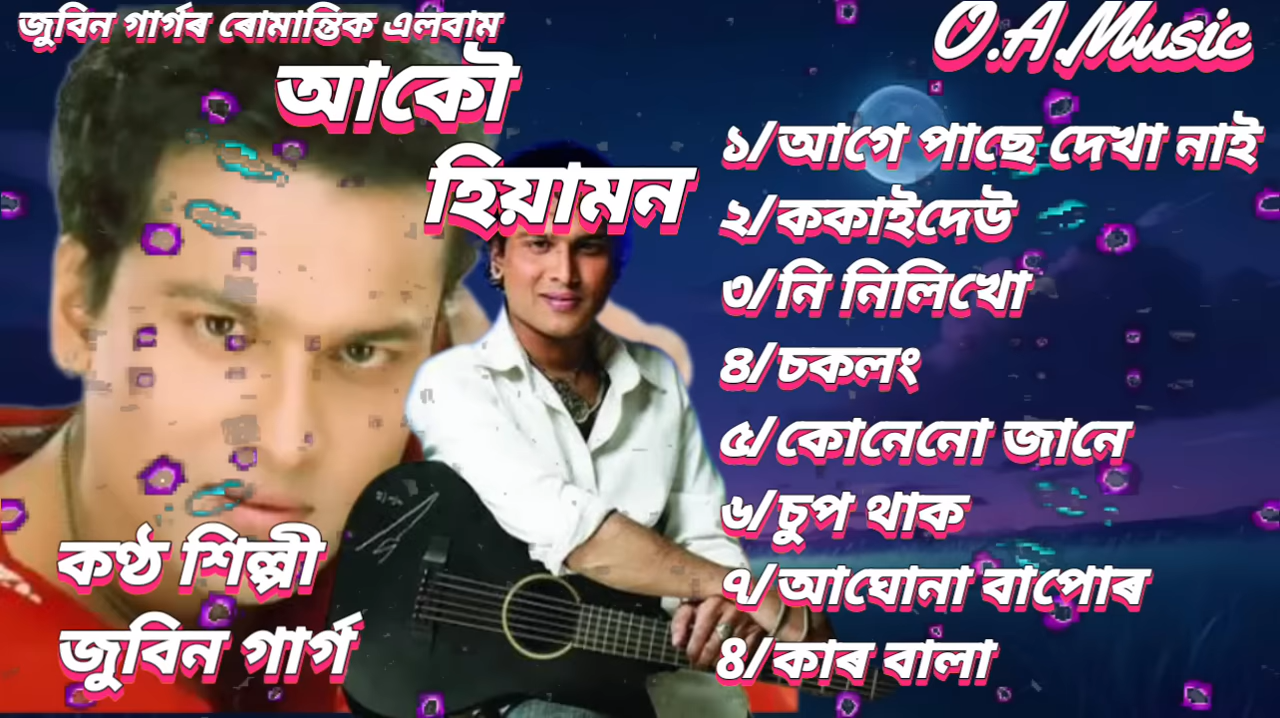 জুবিন গাৰ্গৰ ৰোমান্তিক এলবাম
O.A.Music
আকৌ
হিয়ামন
১/আগে পাছে দেখা নাই
২/ককাইদেউ
৩/নি নিলিখো
৪/চকলং
৫/কোনেনো জানে
৬/চুপ থাক
৭/আঘোনা বাপোৰ
৪/কাৰ বালা
কণ্ঠ শিল্পী
জুবিন গাৰ্গ